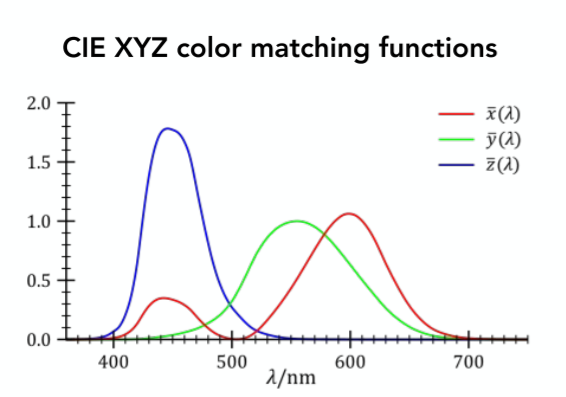 CIE XYZ color matching functions
2.0
1.5
1.0
0.5
0.0
400 500 600 700
λ/nm
x̄(λ)
ȳ(λ)
z̄(λ)